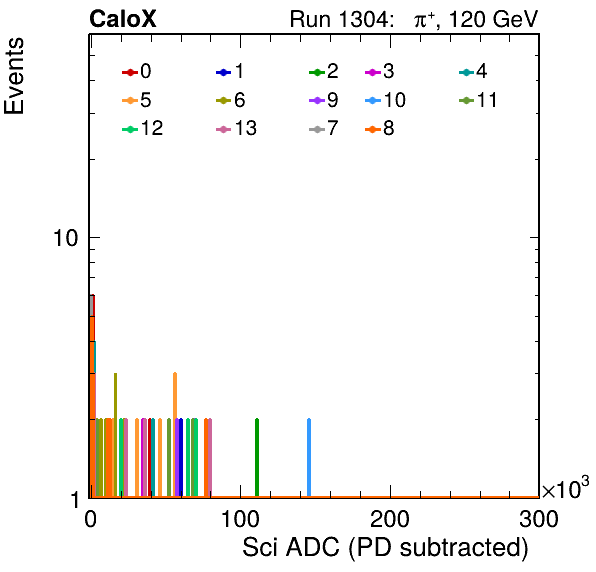 CaloX Run 1304: π⁺, 120 GeV
Events
0 1 2 3 4
5 6 9 10 11
12 13 7 8
10
1
0 100 200 300
×10³
Sci ADC (PD subtracted)